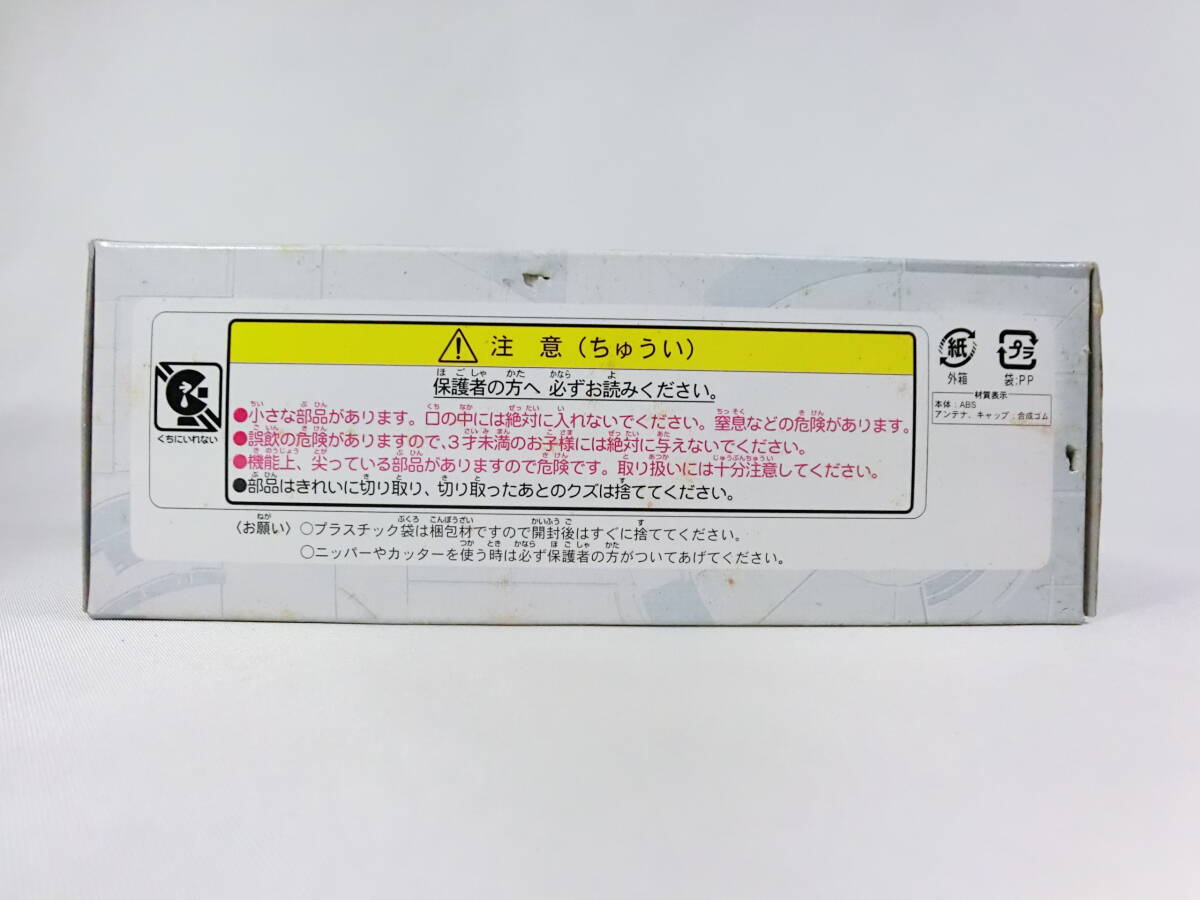 注 意（ちゅうい）
保護者の方へ 必ずお読みください。
●小さな部品があります。口の中には絶対に入れないでください。窒息などの危険があります。
●誤飲の危険がありますので、3才未満のお子様には絶対に与えないでください。
●機能上、尖っている部品がありますので危険です。取り扱いには十分注意してください。
●部品はきれいに切り取り、切り取ったあとのクズは捨ててください。
〈お願い〉○プラスチック袋は梱包材ですので開封後はすぐに捨ててください。
○ニッパーやカッターを使う時は必ず保護者の方がついてあげてください。
くちにいれない
紙
外箱
プラ
袋:PP
材質表示
本体：ABS
アンテナ、キャップ：合成ゴム